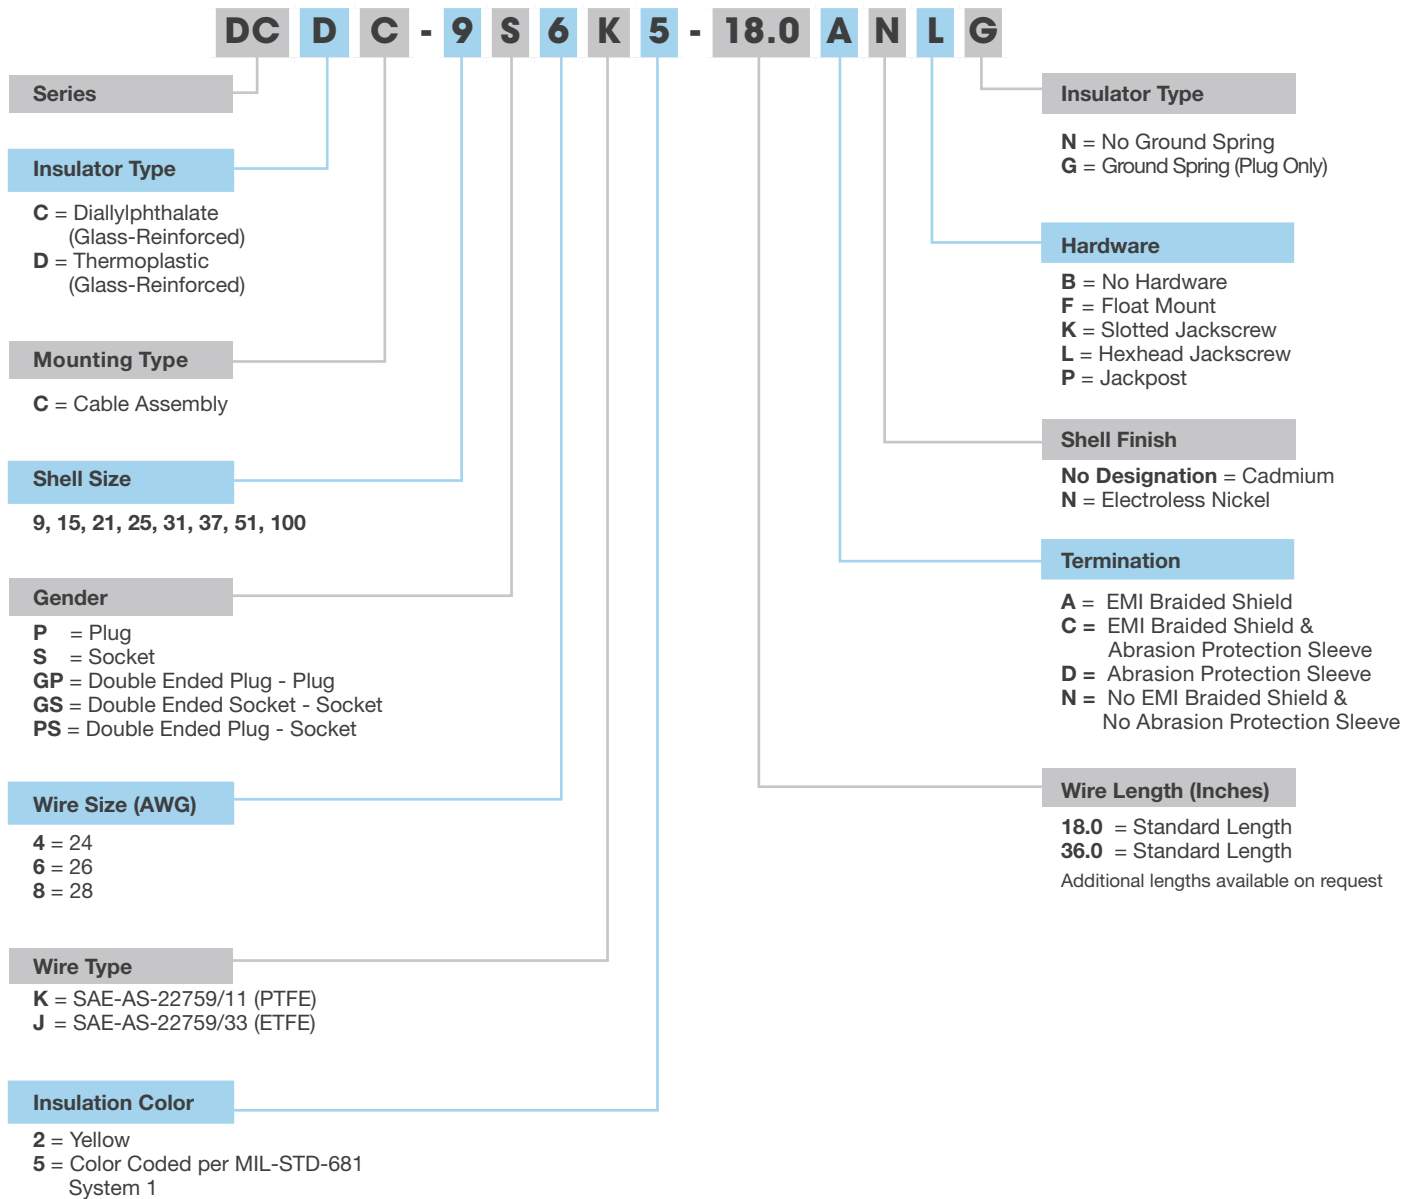 DC D C - 9 S 6 K 5 - 18.0 A N L G
Series
Insulator Type
C = Diallylphthalate
(Glass-Reinforced)
D = Thermoplastic
(Glass-Reinforced)
Mounting Type
C = Cable Assembly
Shell Size
9, 15, 21, 25, 31, 37, 51, 100
Gender
P = Plug
S = Socket
GP = Double Ended Plug - Plug
GS = Double Ended Socket - Socket
PS = Double Ended Plug - Socket
Wire Size (AWG)
4 = 24
6 = 26
8 = 28
Wire Type
K = SAE-AS-22759/11 (PTFE)
J = SAE-AS-22759/33 (ETFE)
Insulation Color
2 = Yellow
5 = Color Coded per MIL-STD-681
System 1
Insulator Type
N = No Ground Spring
G = Ground Spring (Plug Only)
Hardware
B = No Hardware
F = Float Mount
K = Slotted Jackscrew
L = Hexhead Jackscrew
P = Jackpost
Shell Finish
No Designation = Cadmium
N = Electroless Nickel
Termination
A = EMI Braided Shield
C = EMI Braided Shield &
Abrasion Protection Sleeve
D = Abrasion Protection Sleeve
N = No EMI Braided Shield &
No Abrasion Protection Sleeve
Wire Length (Inches)
18.0 = Standard Length
36.0 = Standard Length
Additional lengths available on request